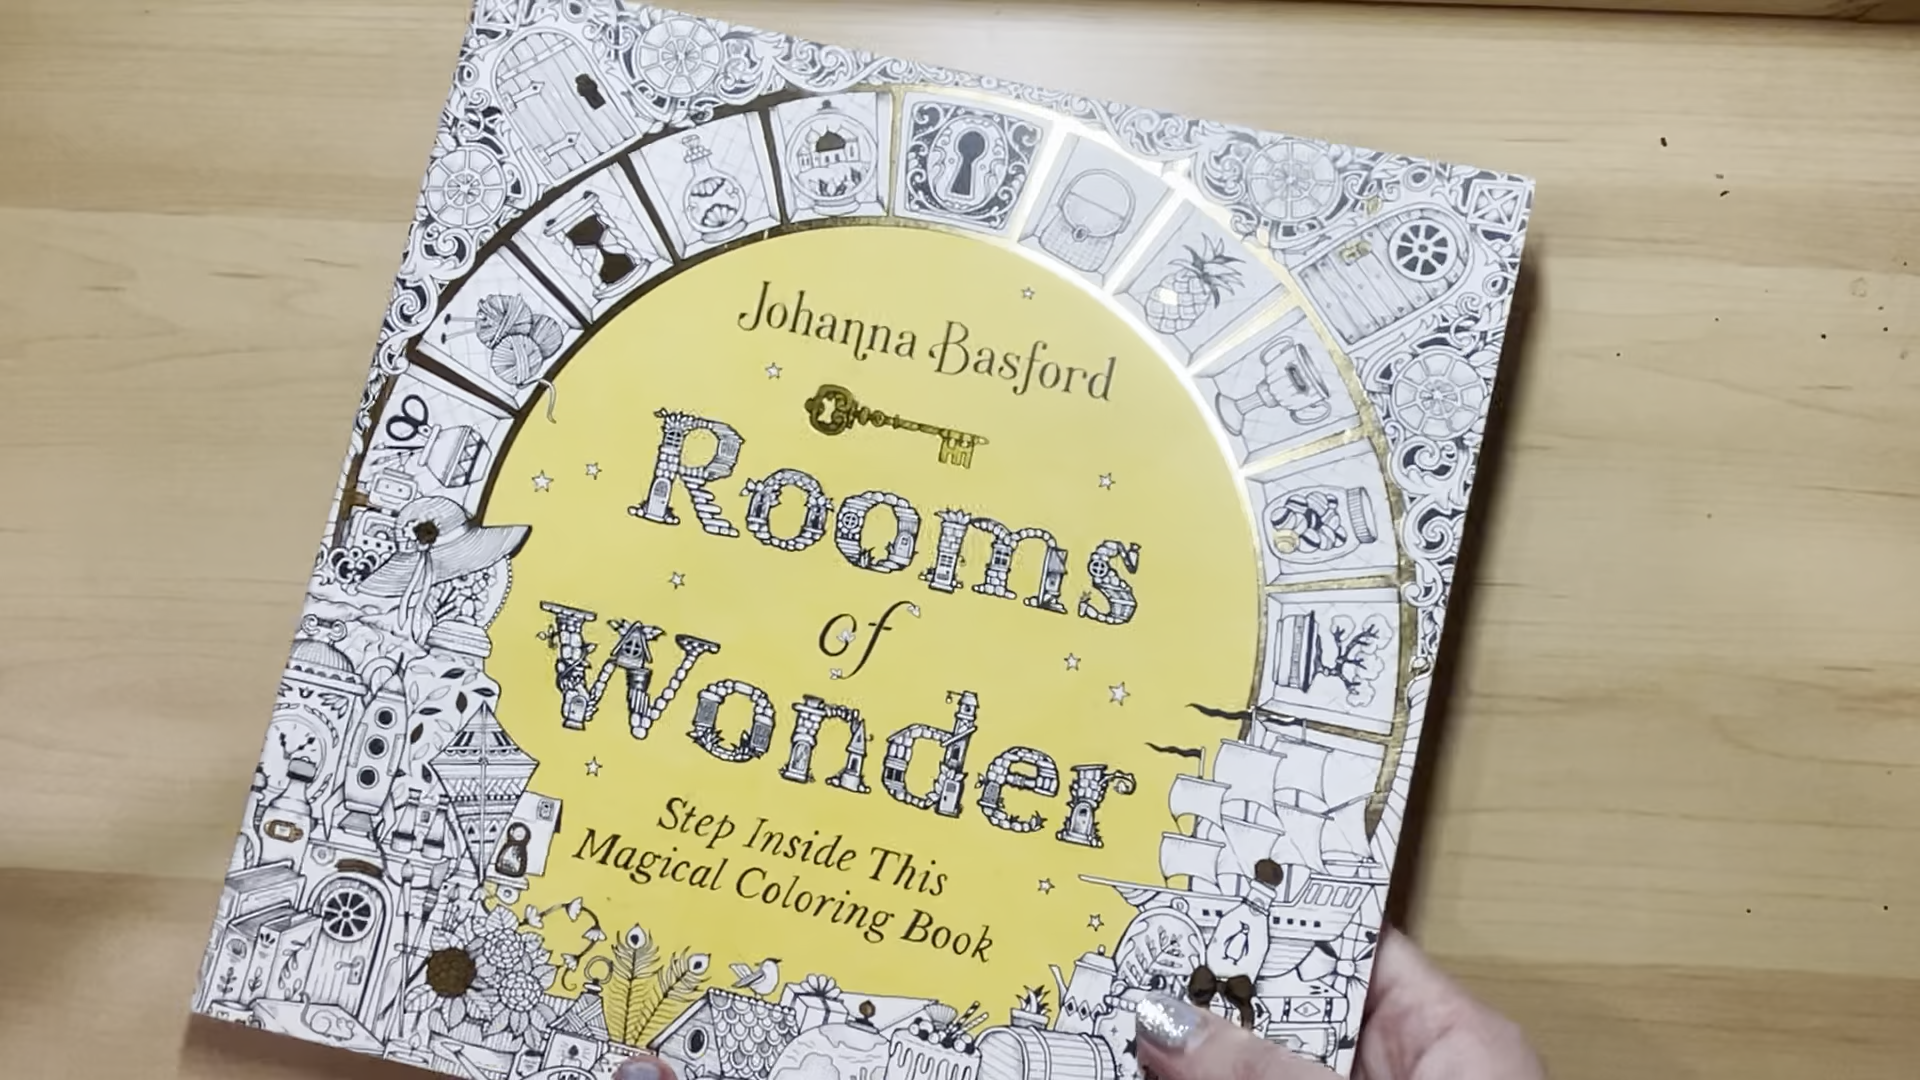 Johanna Basford
Rooms
of
Wonder
Step Inside This
Magical Coloring Book